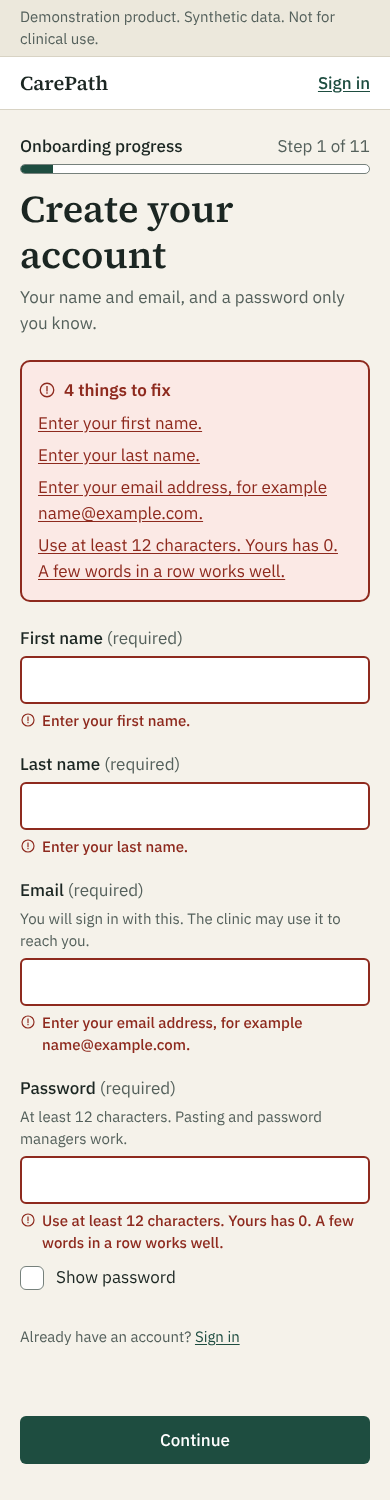 Demonstration product. Synthetic data. Not for
clinical use.
CarePath
Sign in
Onboarding progress
Step 1 of 11
Create your
account
Your name and email, and a password only
you know.
4 things to fix
Enter your first name.
Enter your last name.
Enter your email address, for example
name@example.com.
Use at least 12 characters. Yours has 0.
A few words in a row works well.
First name (required)
Enter your first name.
Last name (required)
Enter your last name.
Email (required)
You will sign in with this. The clinic may use it to
reach you.
Enter your email address, for example
name@example.com.
Password (required)
At least 12 characters. Pasting and password
managers work.
Use at least 12 characters. Yours has 0. A few
words in a row works well.
Show password
Already have an account? Sign in
Continue